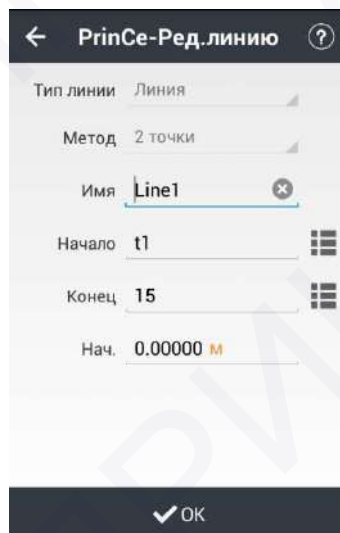 PrinCe-Ред.линию ?
Тип линии Линия
Метод 2 точки
Имя Line1
Начало t1
Конец 15
Нач. 0.00000 м
OK